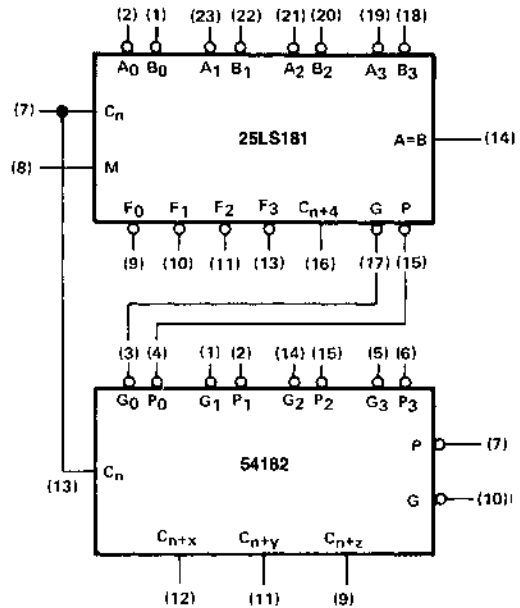 (2) (1) (23) (22) (21) (20) (19) (18)
A0 B0 A1 B1 A2 B2 A3 B3
(7) Cn
25LS181 A=B (14)
(8) M
F0 F1 F2 F3 Cn+4 G P
(9) (10) (11) (13) (16) (17) (15)
(3) (4) (1) (2) (14) (15) (5) (6)
G0 P0 G1 P1 G2 P2 G3 P3
P (7)
54182
(13) Cn
G (10)
Cn+x Cn+y Cn+z
(12) (11) (9)